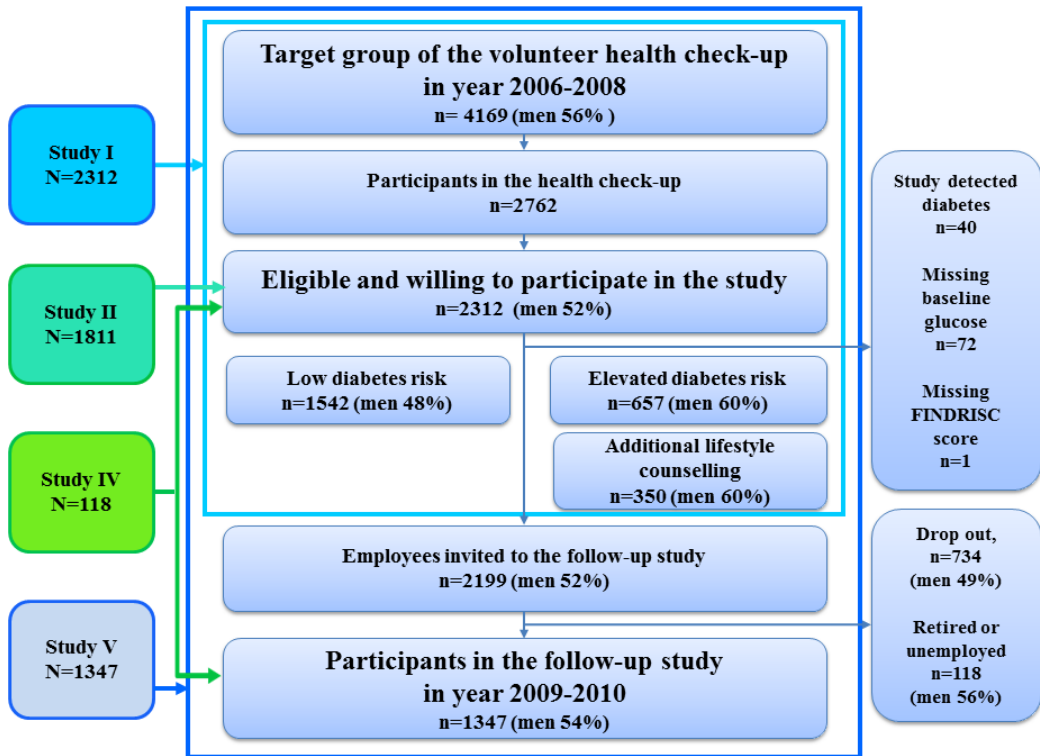 Target group of the volunteer health check-up
in year 2006-2008
n= 4169 (men 56% )
Participants in the health check-up
n=2762
Eligible and willing to participate in the study
n=2312 (men 52%)
Low diabetes risk
n=1542 (men 48%)
Elevated diabetes risk
n=657 (men 60%)
Additional lifestyle
counselling
n=350 (men 60%)
Employees invited to the follow-up study
n=2199 (men 52%)
Participants in the follow-up study
in year 2009-2010
n=1347 (men 54%)
Study I
N=2312
Study II
N=1811
Study IV
N=118
Study V
N=1347
Study detected
diabetes
n=40
Missing
baseline
glucose
n=72
Missing
FINDRISC
score
n=1
Drop out,
n=734
(men 49%)
Retired or
unemployed
n=118
(men 56%)